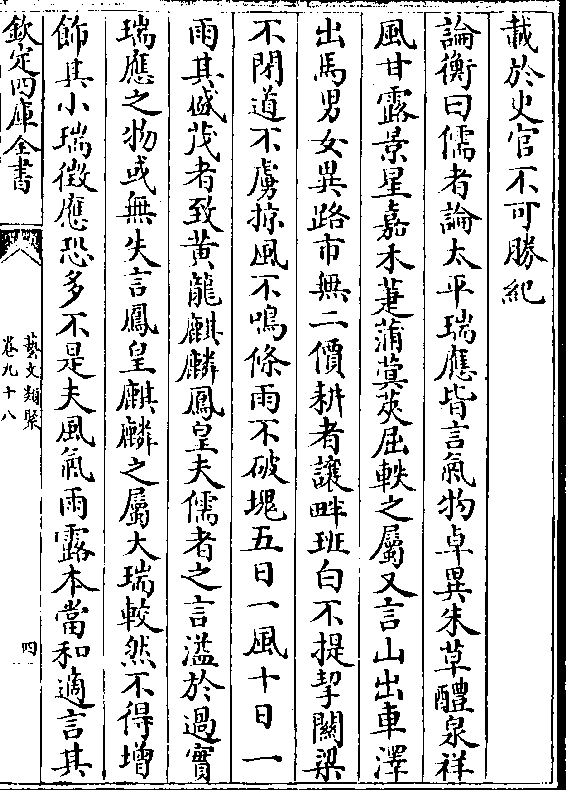 載於史官不可勝紀
論衡曰儒者論太平瑞應皆言氣物卓異朱草醴泉祥
風甘露景星嘉禾萐蒲蓂莢屈軼之屬又言山出車澤
出馬男女異路市無二價耕者讓畔班白不提挈關梁
不閉道不虜掠風不鳴條雨不破塊五日一風十日一
雨其盛茂者致黃龍麒麟鳳皇夫儒者之言溢於過實
瑞應之物或無失言鳳皇麒麟之屬大瑞較然不得增
飾其小瑞徵應恐多不是夫風氣雨露本當和適言其
欽定四庫全書
藝文類聚
卷九十八
四